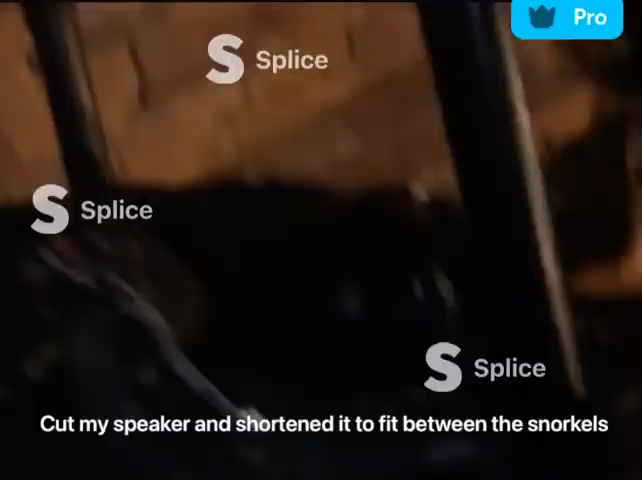 Pro
Splice
Splice
Splice
Cut my speaker and shortened it to fit between the snorkels